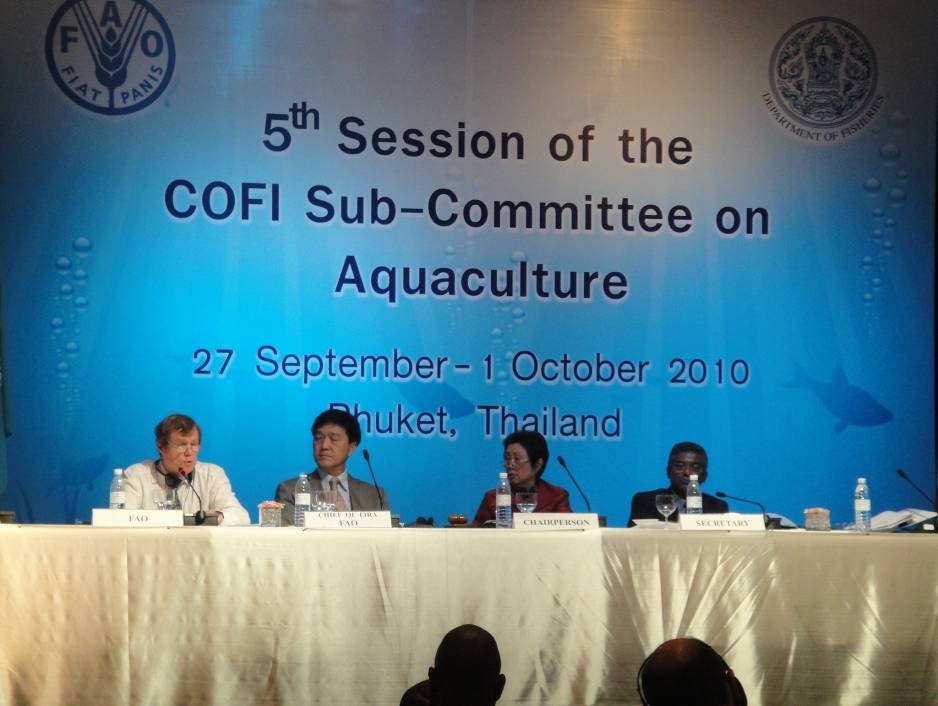 FAO
FIAT PANIS
DEPARTMENT OF FISHERIES
5th Session of the
COFI Sub-Committee on
Aquaculture
27 September - 1 October 2010
Phuket, Thailand
FAO
CHIEF OF FIRA
FAO
CHAIRPERSON
SECRETARY